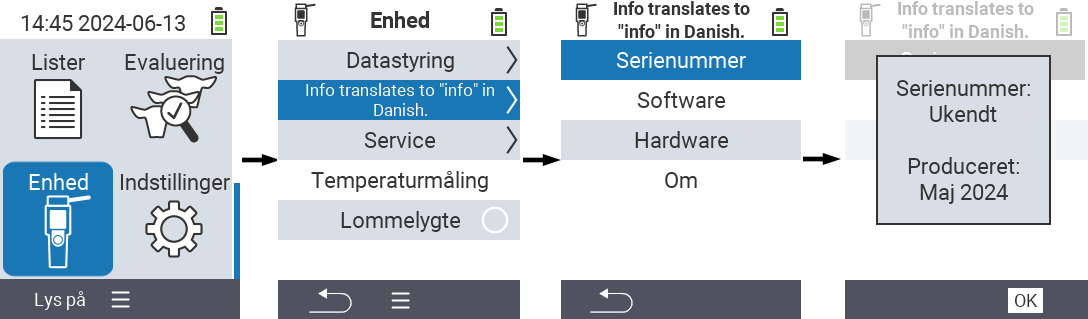 14:45 2024-06-13
Lister
Evaluering
Enhed
Indstillinger
Lys på
Enhed
Datastyring
Info translates to "info" in
Danish.
Service
Temperaturmåling
Lommelygte
Info translates to
"info" in Danish.
Serienummer
Software
Hardware
Om
Info translates to
"info" in Danish.
Serienummer:
Ukendt
Produceret:
Maj 2024
OK